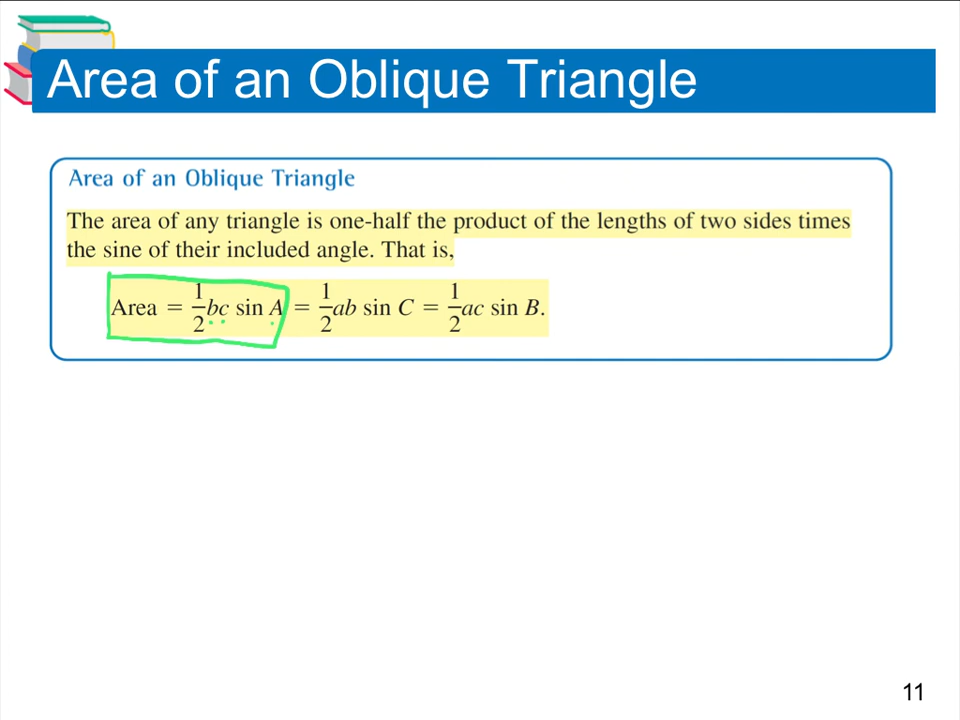 Area of an Oblique Triangle
Area of an Oblique Triangle
The area of any triangle is one-half the product of the lengths of two sides times
the sine of their included angle. That is,
Area = 1/2 bc sin A = 1/2 ab sin C = 1/2 ac sin B.
11